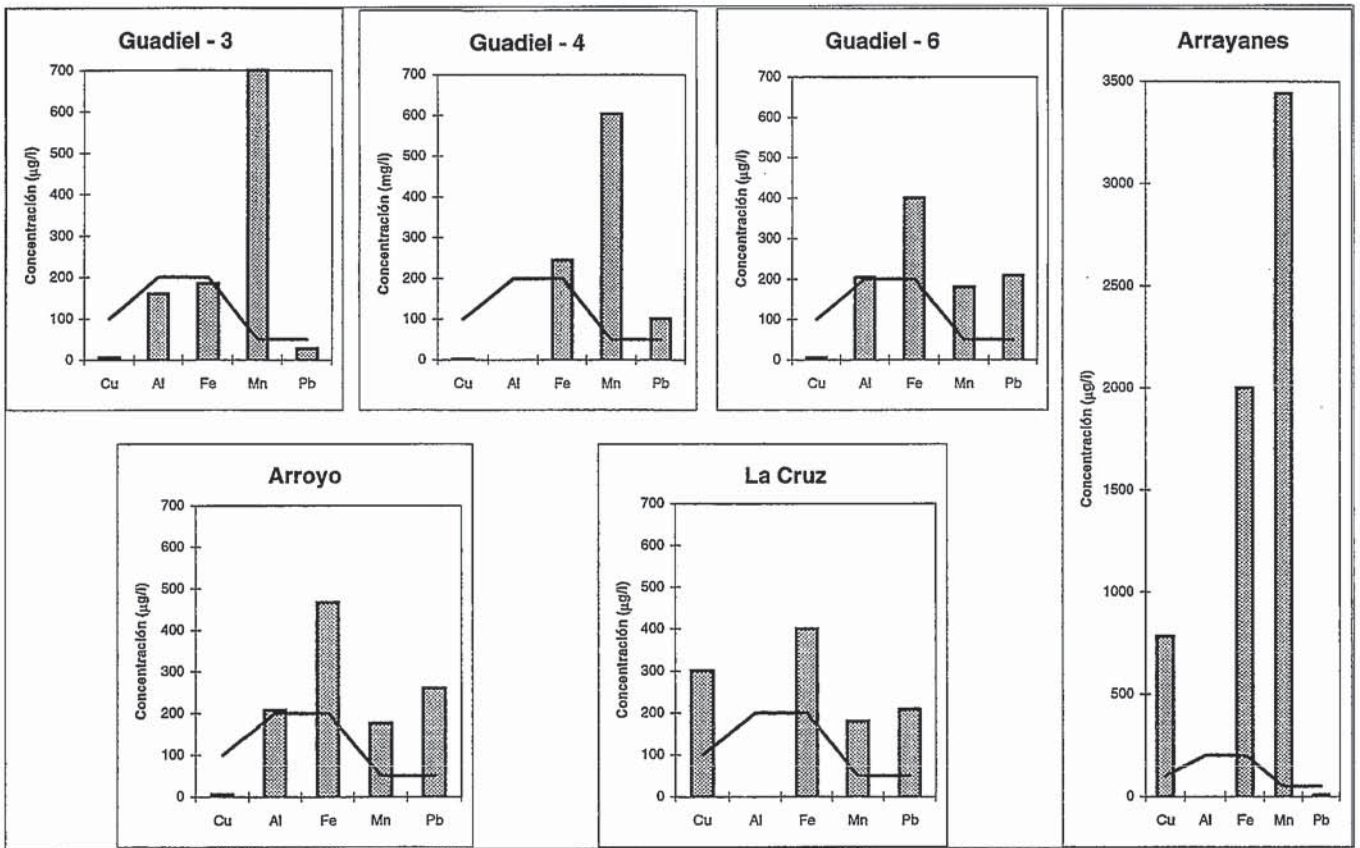 Guadiel - 3
Concentración (µg/l)
700
600
500
400
300
200
100
0
Cu Al Fe Mn Pb
Guadiel - 4
Concentración (mg/l)
700
600
500
400
300
200
100
0
Cu Al Fe Mn Pb
Guadiel - 6
Concentración (µg/l)
700
600
500
400
300
200
100
0
Cu Al Fe Mn Pb
Arrayanes
Concentración (µg/l)
3500
3000
2500
2000
1500
1000
500
0
Cu Al Fe Mn Pb
Arroyo
Concentración (µg/l)
700
600
500
400
300
200
100
0
Cu Al Fe Mn Pb
La Cruz
Concentración (µg/l)
700
600
500
400
300
200
100
0
Cu Al Fe Mn Pb